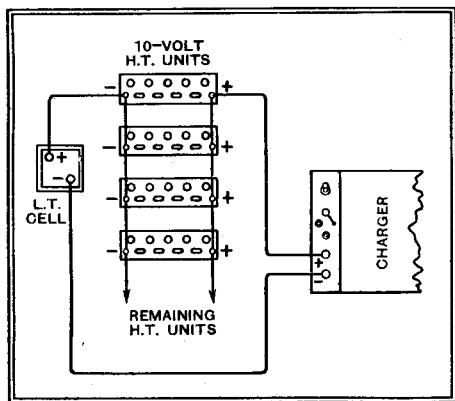 10-VOLT
H.T. UNITS
- +
- +
- +
- +
+
-
L.T.
CELL
+
-
CHARGER
REMAINING
H.T. UNITS